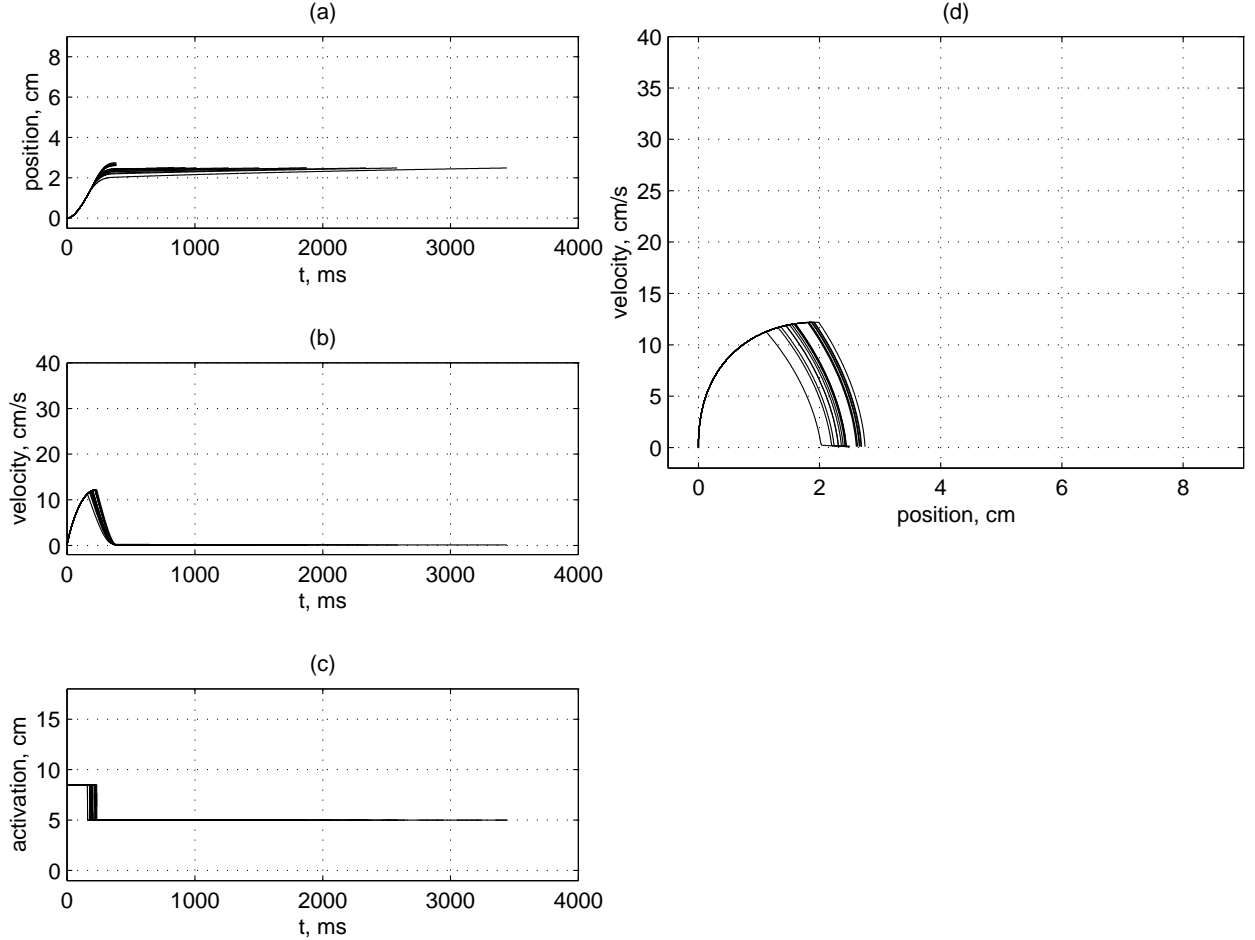 (a)
8
6
4
2
0
position, cm
0 1000 2000 3000 4000
t, ms
(b)
40
30
20
10
0
velocity, cm/s
0 1000 2000 3000 4000
t, ms
(c)
15
10
5
0
activation, cm
0 1000 2000 3000 4000
t, ms
(d)
40
35
30
25
20
15
10
5
0
velocity, cm/s
0 2 4 6 8
position, cm